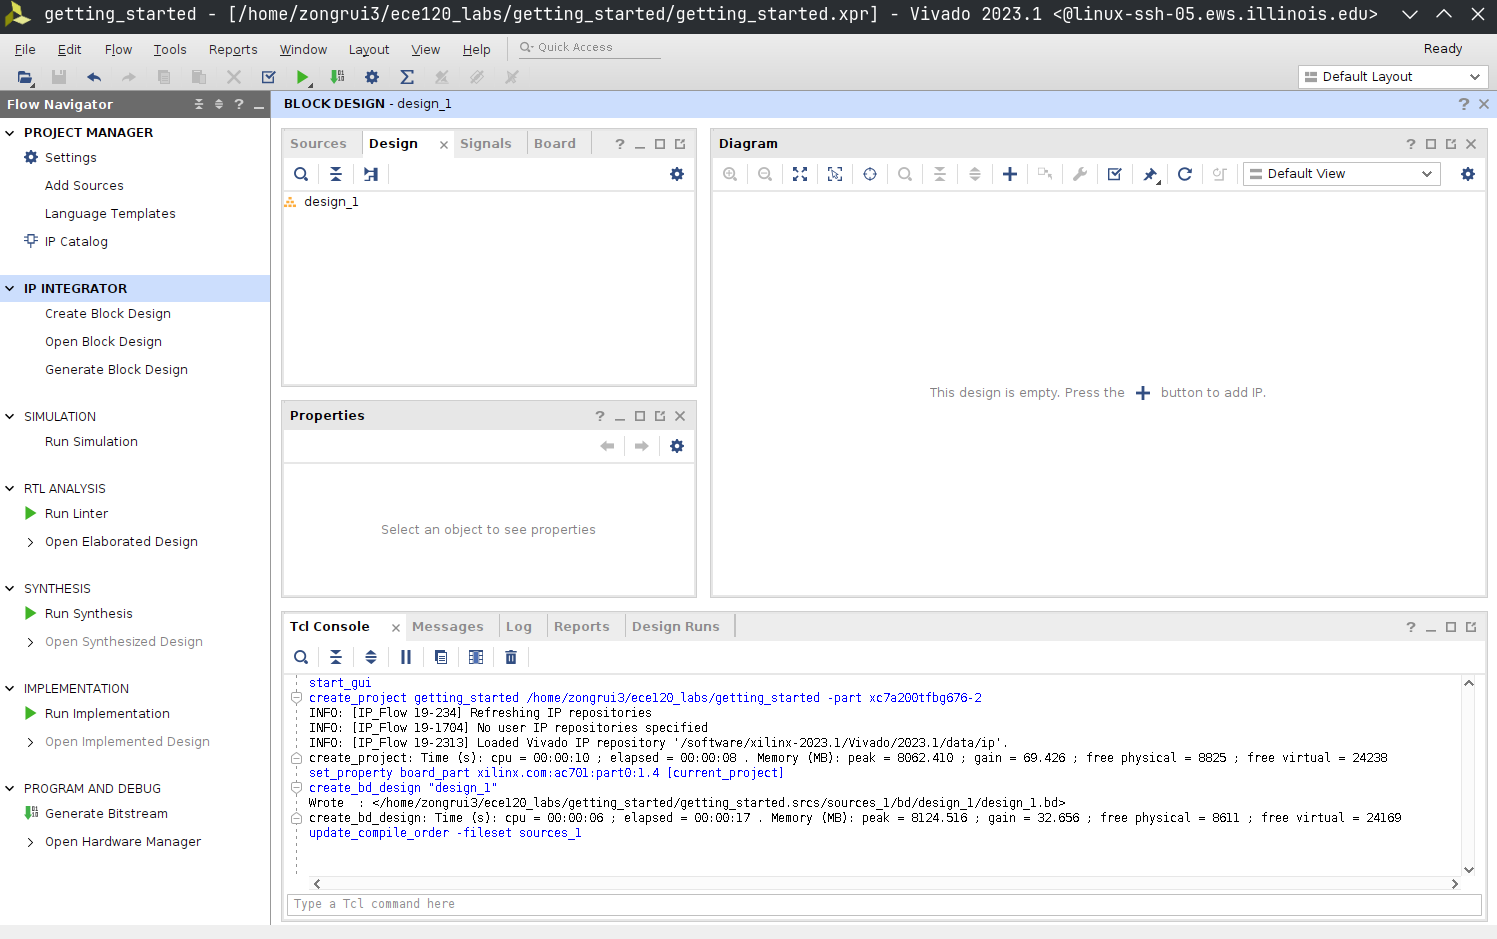 getting_started - [/home/zongrui3/ece120_labs/getting_started/getting_started.xpr] - Vivado 2023.1 <@linux-ssh-05.ews.illinois.edu>
File Edit Flow Tools Reports Window Layout View Help Quick Access Ready
Default Layout
Flow Navigator
PROJECT MANAGER
Settings
Add Sources
Language Templates
IP Catalog
IP INTEGRATOR
Create Block Design
Open Block Design
Generate Block Design
SIMULATION
Run Simulation
RTL ANALYSIS
Run Linter
Open Elaborated Design
SYNTHESIS
Run Synthesis
Open Synthesized Design
IMPLEMENTATION
Run Implementation
Open Implemented Design
PROGRAM AND DEBUG
Generate Bitstream
Open Hardware Manager
BLOCK DESIGN - design_1
Sources Design Signals Board
design_1
Properties
Select an object to see properties
Diagram
Default View
This design is empty. Press the + button to add IP.
Tcl Console Messages Log Reports Design Runs
start_gui
create_project getting_started /home/zongrui3/ece120_labs/getting_started -part xc7a200tfbg676-2
INFO: [IP_Flow 19-234] Refreshing IP repositories
INFO: [IP_Flow 19-1704] No user IP repositories specified
INFO: [IP_Flow 19-2313] Loaded Vivado IP repository '/software/xilinx-2023.1/Vivado/2023.1/data/ip'.
create_project: Time (s): cpu = 00:00:10 ; elapsed = 00:00:08 . Memory (MB): peak = 8062.410 ; gain = 69.426 ; free physical = 8825 ; free virtual = 24238
set_property board_part xilinx.com:ac701:part0:1.4 [current_project]
create_bd_design "design_1"
Wrote  : </home/zongrui3/ece120_labs/getting_started/getting_started.srcs/sources_1/bd/design_1/design_1.bd>
create_bd_design: Time (s): cpu = 00:00:06 ; elapsed = 00:00:17 . Memory (MB): peak = 8124.516 ; gain = 32.656 ; free physical = 8611 ; free virtual = 24169
update_compile_order -fileset sources_1
Type a Tcl command here